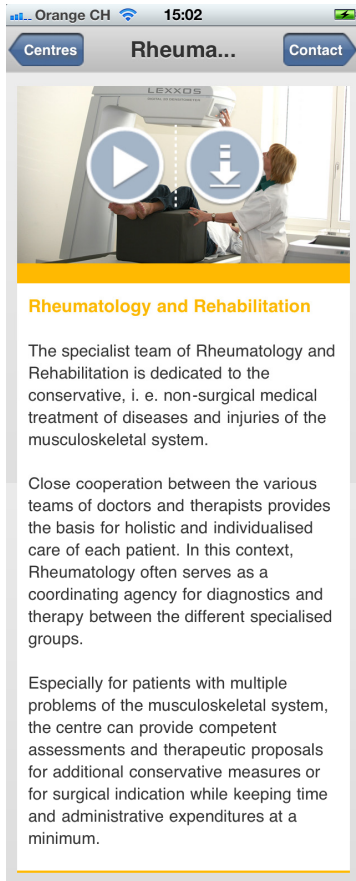 Orange CH 15:02
Centres Rheuma... Contact
LEXXOS
Rheumatology and Rehabilitation
The specialist team of Rheumatology and
Rehabilitation is dedicated to the
conservative, i. e. non-surgical medical
treatment of diseases and injuries of the
musculoskeletal system.
Close cooperation between the various
teams of doctors and therapists provides
the basis for holistic and individualised
care of each patient. In this context,
Rheumatology often serves as a
coordinating agency for diagnostics and
therapy between the different specialised
groups.
Especially for patients with multiple
problems of the musculoskeletal system,
the centre can provide competent
assessments and therapeutic proposals
for additional conservative measures or
for surgical indication while keeping time
and administrative expenditures at a
minimum.